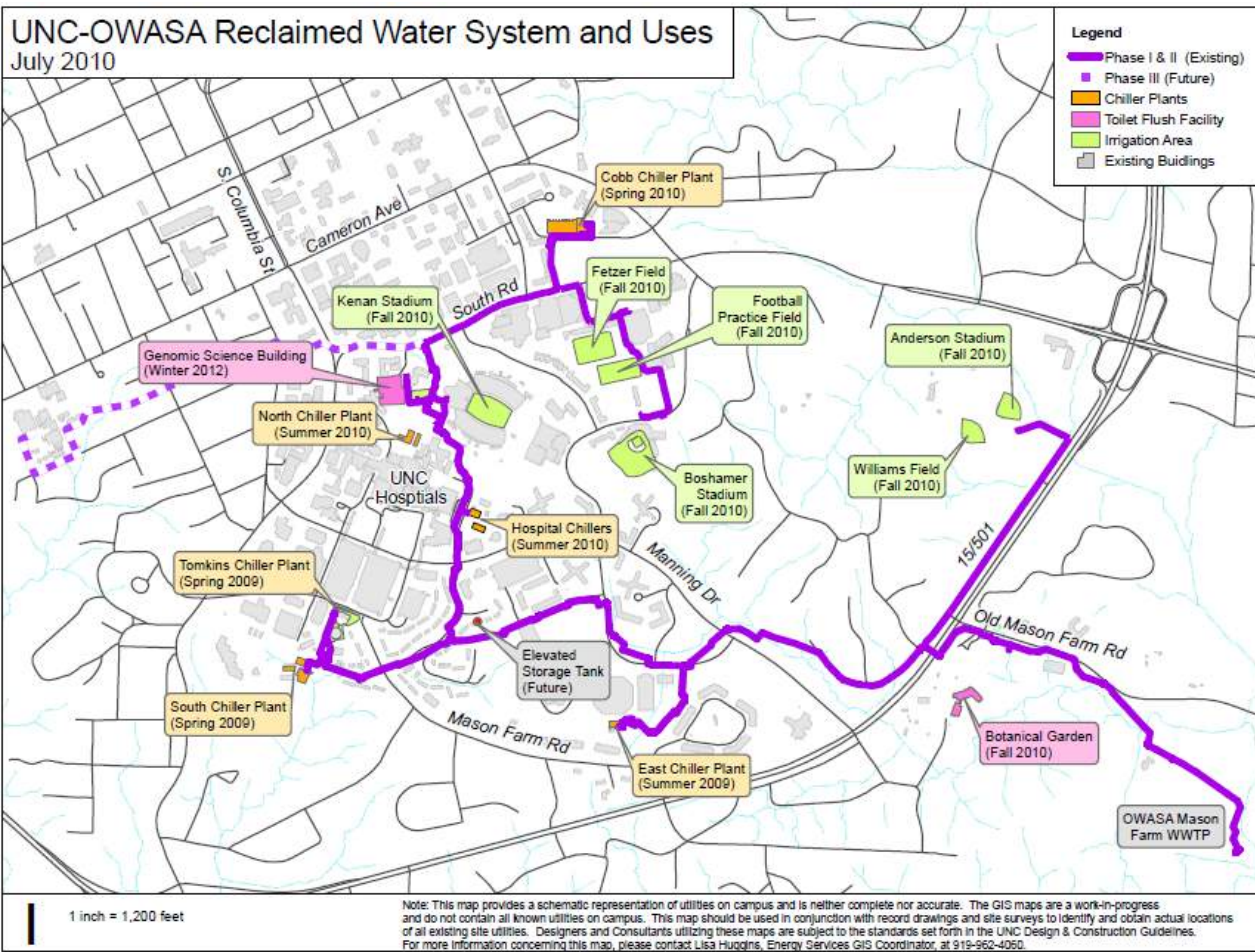 UNC-OWASA Reclaimed Water System and Uses
July 2010
Legend
Phase I & II (Existing)
Phase III (Future)
Chiller Plants
Toilet Flush Facility
Irrigation Area
Existing Buidlings
S. Columbia St
Cameron Ave
South Rd
Cobb Chiller Plant
(Spring 2010)
Fetzer Field
(Fall 2010)
Football
Practice Field
(Fall 2010)
Kenan Stadium
(Fall 2010)
Anderson Stadium
(Fall 2010)
Genomic Science Building
(Winter 2012)
North Chiller Plant
(Summer 2010)
Williams Field
(Fall 2010)
UNC
Hosptials
Boshamer
Stadium
(Fall 2010)
Hospital Chillers
(Summer 2010)
Manning Dr
15/501
Tomkins Chiller Plant
(Spring 2009)
Old Mason Farm Rd
Elevated
Storage Tank
(Future)
South Chiller Plant
(Spring 2009)
Mason Farm Rd
Botanical Garden
(Fall 2010)
East Chiller Plant
(Summer 2009)
OWASA Mason
Farm WWTP
1 inch = 1,200 feet
Note: This map provides a schematic representation of utilities on campus and is neither complete nor accurate. The GIS maps are a work-in-progress
and do not contain all known utilities on campus. This map should be used in conjunction with record drawings and site surveys to identify and obtain actual locations
of all existing site utilities. Designers and Consultants utilizing these maps are subject to the standards set forth in the UNC Design & Construction Guidelines.
For more information concerning this map, please contact Lisa Huggins, Energy Services GIS Coordinator, at 919-962-4060.